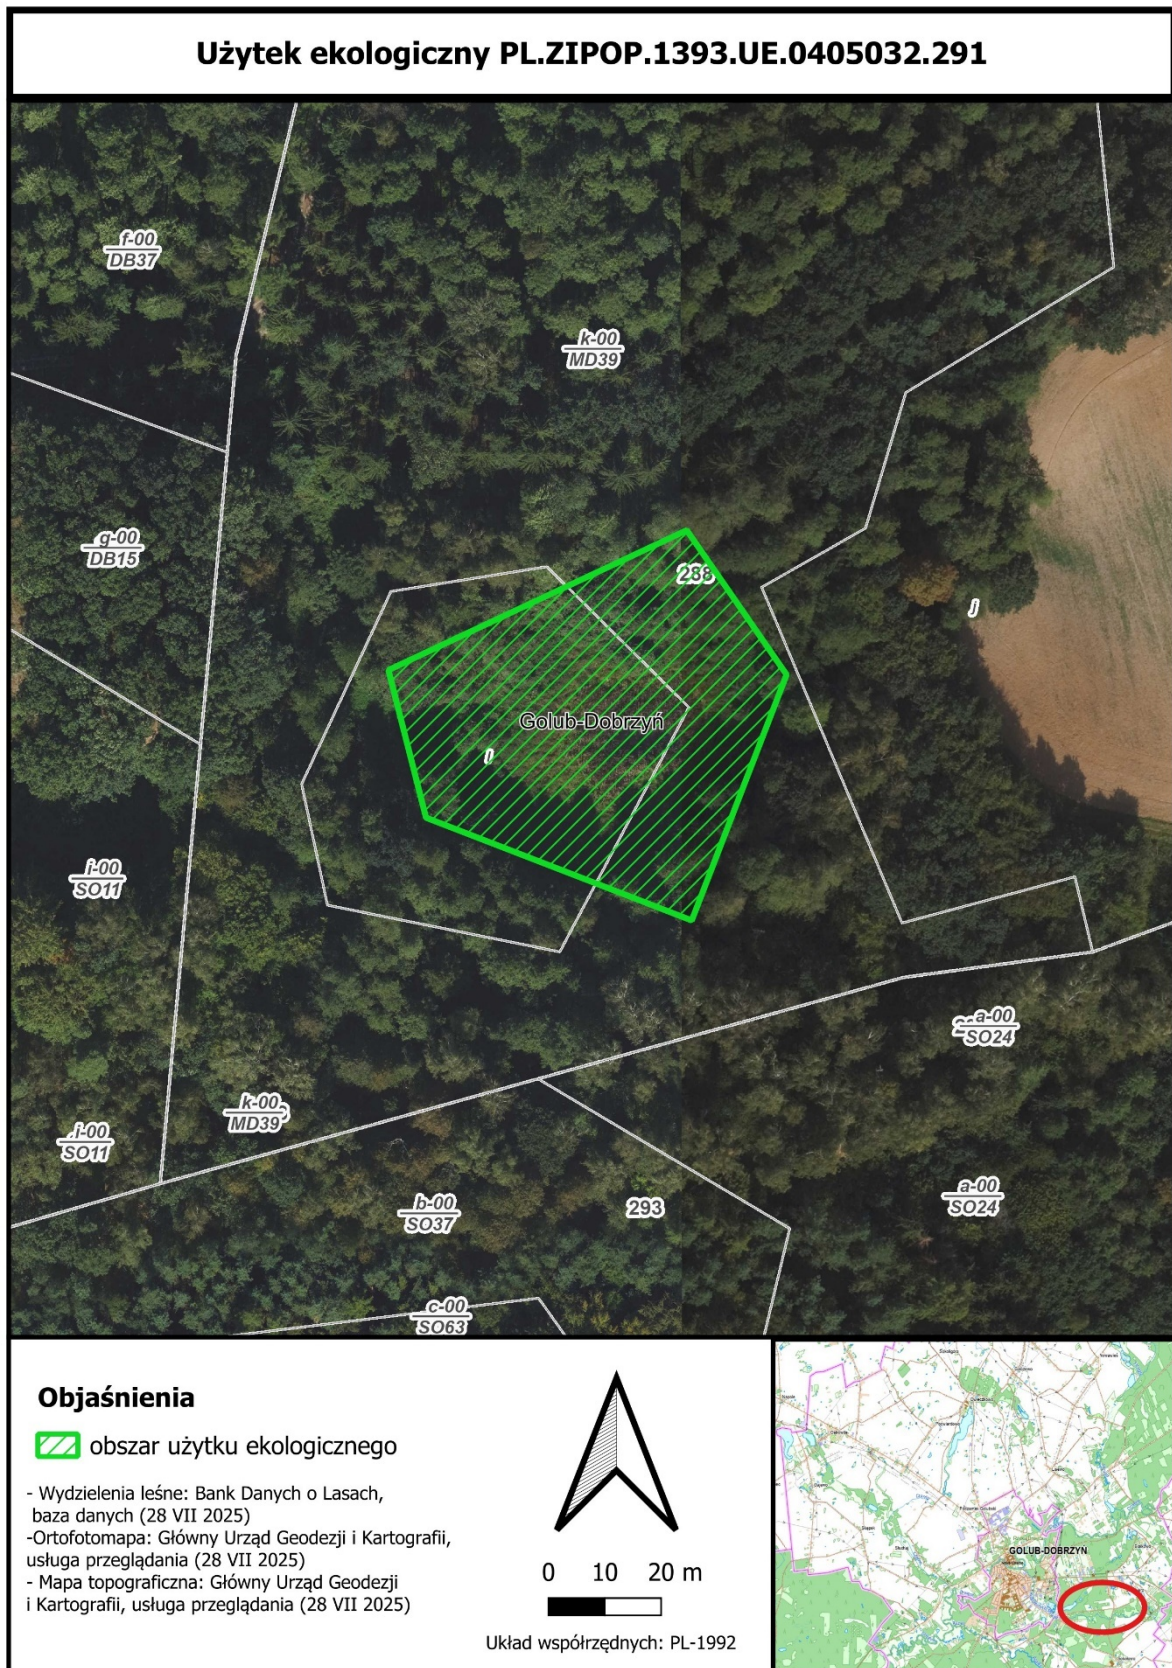 Użytek ekologiczny PL.ZIPOP.1393.UE.0405032.291
f-00
DB37
k-00
MD39
g-00
DB15
288
j
Golub-Dobrzyń
l
i-00
SO11
a-00
SO24
k-00
MD39
i-00
SO11
b-00
SO37
293
a-00
SO24
c-00
SO63
Objaśnienia
obszar użytku ekologicznego
- Wydzielenia leśne: Bank Danych o Lasach,
baza danych (28 VII 2025)
-Ortofotomapa: Główny Urząd Geodezji i Kartografii,
usługa przeglądania (28 VII 2025)
- Mapa topograficzna: Główny Urząd Geodezji
i Kartografii, usługa przeglądania (28 VII 2025)
0 10 20 m
Układ współrzędnych: PL-1992
GOLUB-DOBRZYŃ